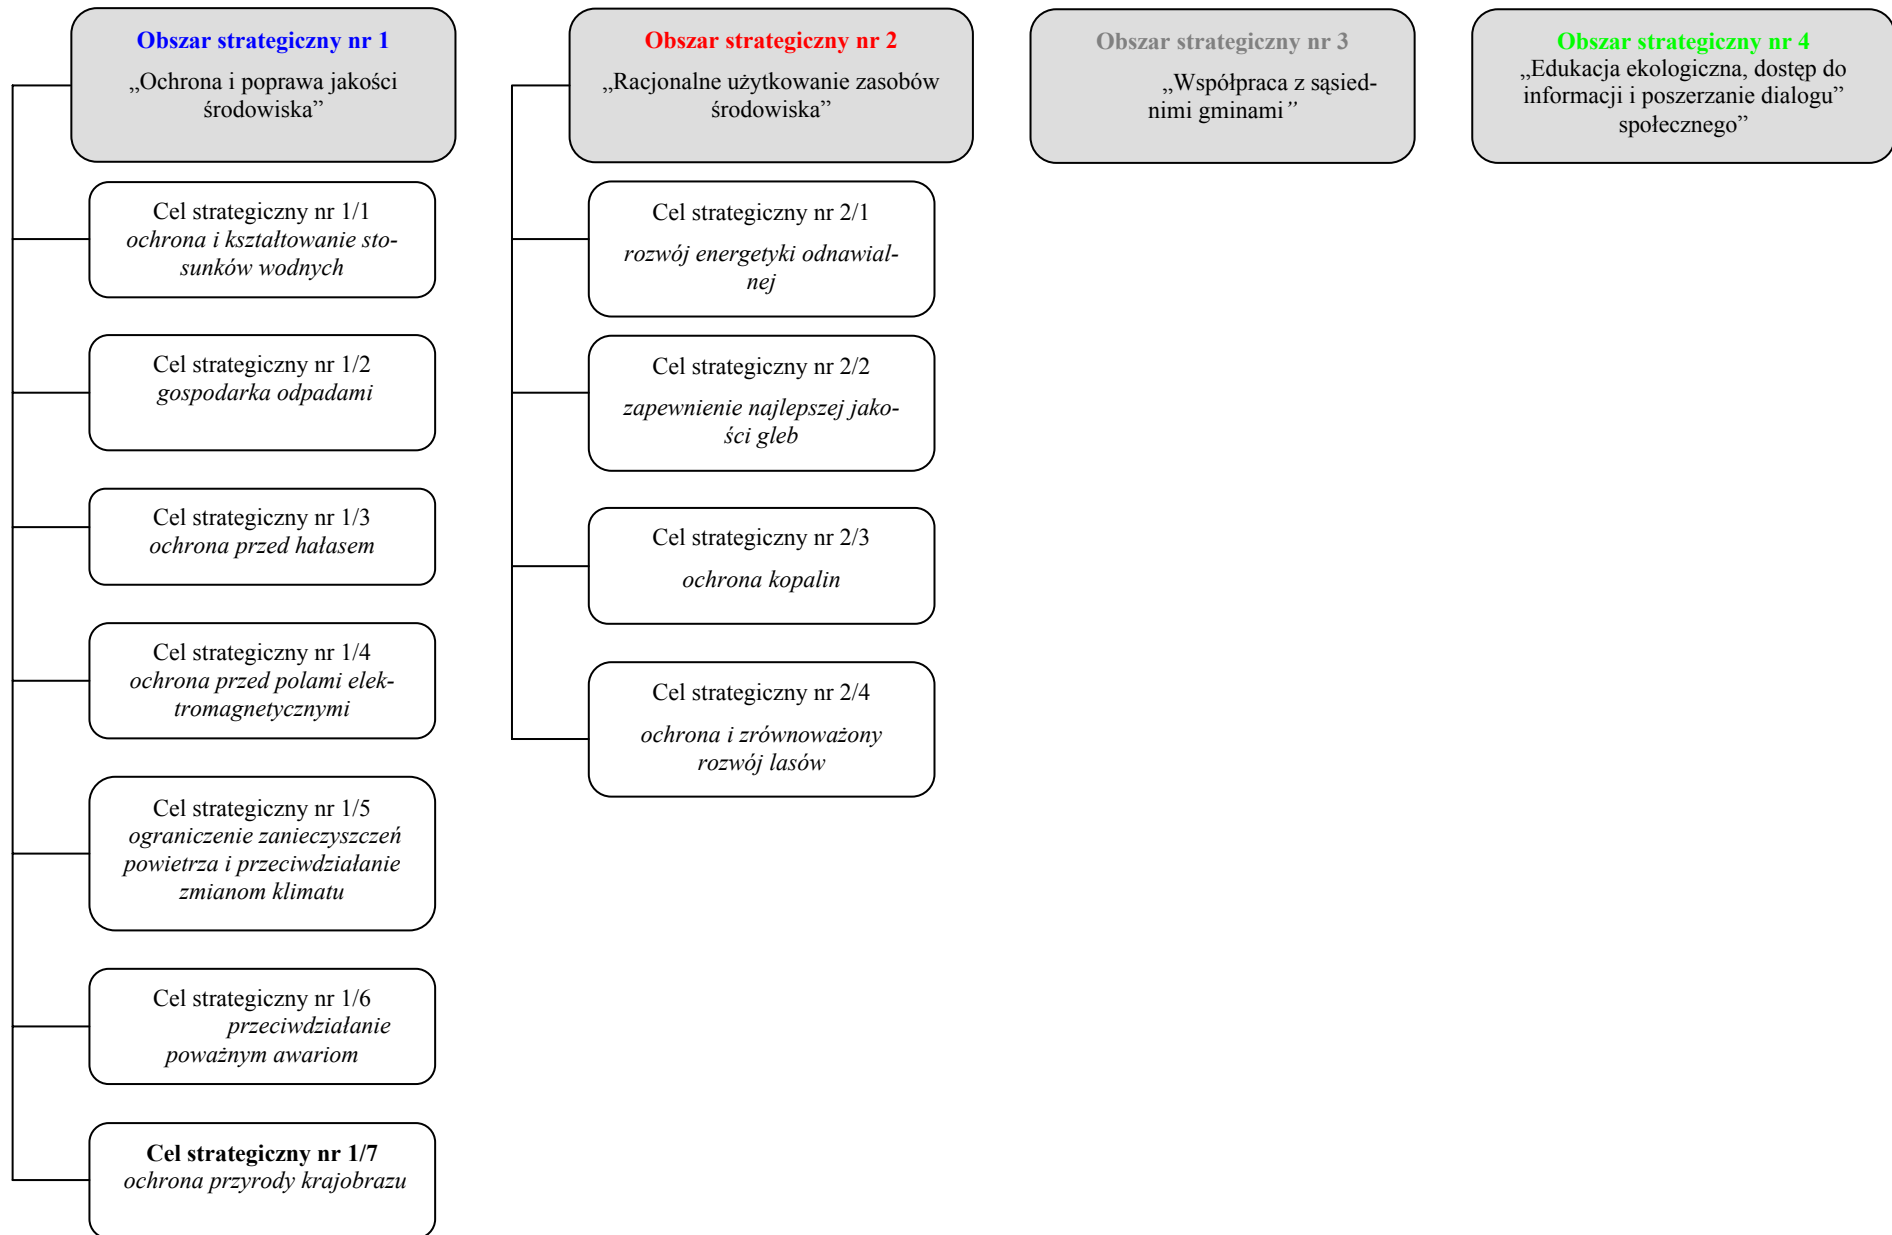 Obszar strategiczny nr 1
„Ochrona i poprawa jakości
środowiska”
Cel strategiczny nr 1/1
ochrona i kształtowanie sto-
sunków wodnych
Cel strategiczny nr 1/2
gospodarka odpadami
Cel strategiczny nr 1/3
ochrona przed hałasem
Cel strategiczny nr 1/4
ochrona przed polami elek-
tromagnetycznymi
Cel strategiczny nr 1/5
ograniczenie zanieczyszczeń
powietrza i przeciwdziałanie
zmianom klimatu
Cel strategiczny nr 1/6
przeciwdziałanie
poważnym awariom
Cel strategiczny nr 1/7
ochrona przyrody krajobrazu
Obszar strategiczny nr 2
„Racjonalne użytkowanie zasobów
środowiska”
Cel strategiczny nr 2/1
rozwój energetyki odnawial-
nej
Cel strategiczny nr 2/2
zapewnienie najlepszej jako-
ści gleb
Cel strategiczny nr 2/3
ochrona kopalin
Cel strategiczny nr 2/4
ochrona i zrównoważony
rozwój lasów
Obszar strategiczny nr 3
„Współpraca z sąsied-
nimi gminami”
Obszar strategiczny nr 4
„Edukacja ekologiczna, dostęp do
informacji i poszerzanie dialogu”
społecznego”